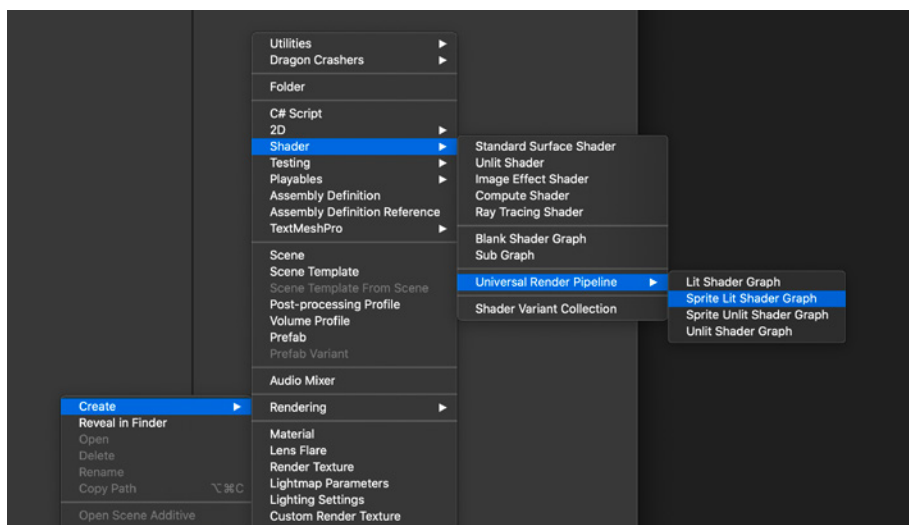 Utilities
Dragon Crashers
Folder
C# Script
2D
Shader
Testing
Playables
Assembly Definition
Assembly Definition Reference
TextMeshPro
Scene
Scene Template
Scene Template From Scene
Post-processing Profile
Volume Profile
Prefab
Prefab Variant
Audio Mixer
Rendering
Material
Lens Flare
Render Texture
Lightmap Parameters
Lighting Settings
Custom Render Texture
Standard Surface Shader
Unlit Shader
Image Effect Shader
Compute Shader
Ray Tracing Shader
Blank Shader Graph
Sub Graph
Universal Render Pipeline
Shader Variant Collection
Lit Shader Graph
Sprite Lit Shader Graph
Sprite Unlit Shader Graph
Unlit Shader Graph
Create
Reveal in Finder
Open
Delete
Rename
Copy Path ⌥⌘C
Open Scene Additive